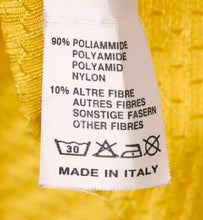 90% POLIAMMIDE
POLYAMIDE
POLYAMID
NYLON
10% ALTRE FIBRE
AUTRES FIBRES
SONSTIGE FASERN
OTHER FIBRES
30 A
MADE IN ITALY